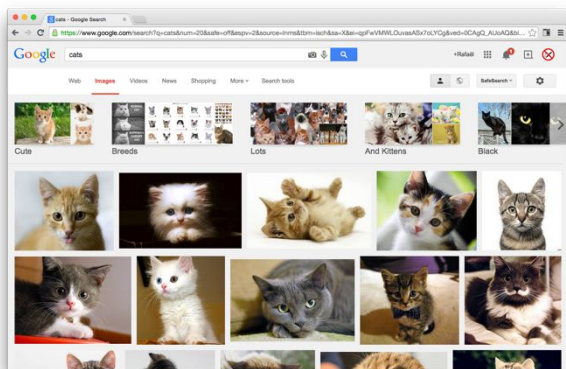 cats - Google Search
https://www.google.com/search?q=cats&num=20&safe=off&espv=2&source=lnms&tbm=isch&sa=X&ei=
Google cats +Rafaël
Web Images Videos News Shopping More Search tools SafeSearch
Cute Breeds Lots And Kittens Black